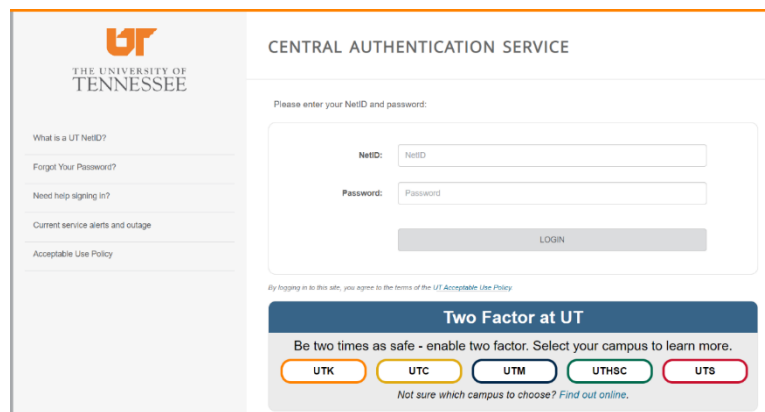 UT
THE UNIVERSITY OF
TENNESSEE
What is a UT NetID?
Forgot Your Password?
Need help signing in?
Current service alerts and outage
Acceptable Use Policy
CENTRAL AUTHENTICATION SERVICE
Please enter your NetID and password:
NetID: NetID
Password: Password
LOGIN
By logging in to this site, you agree to the terms of the UT Acceptable Use Policy.
Two Factor at UT
Be two times as safe - enable two factor. Select your campus to learn more.
UTK UTC UTM UTHSC UTS
Not sure which campus to choose? Find out online.